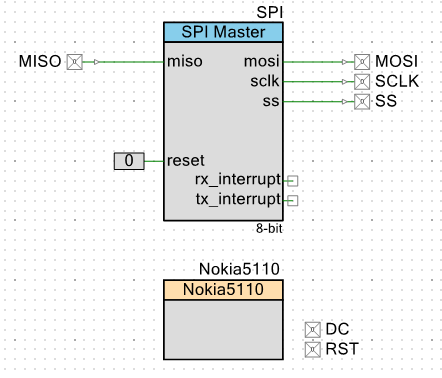 SPI
SPI Master
MISO
miso
mosi
MOSI
sclk
SCLK
ss
SS
0
reset
rx_interrupt
tx_interrupt
8-bit
Nokia5110
Nokia5110
DC
RST